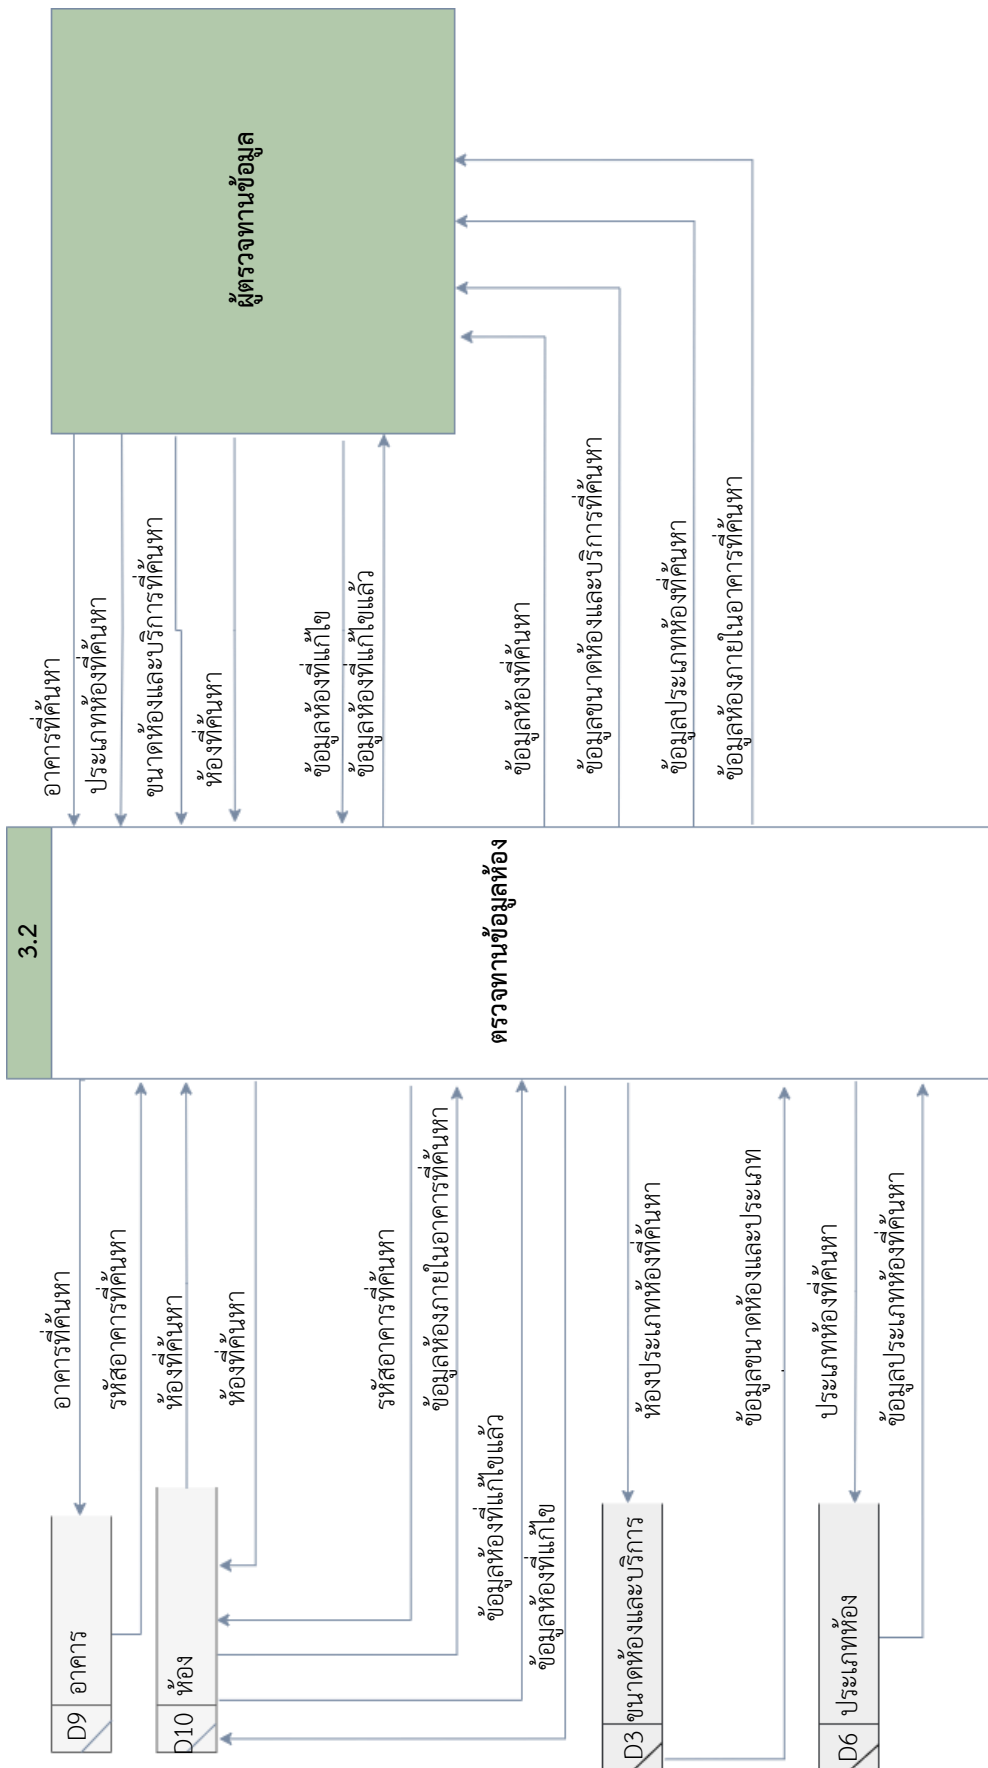 ผู้ตรวจทานข้อมูล
อาคารที่ค้นหา
ประเภทห้องที่ค้นหา
ขนาดห้องและบริการที่ค้นหา
ห้องที่ค้นหา
ข้อมูลห้องที่แก้ไข
ข้อมูลห้องที่แก้ไขแล้ว
ข้อมูลห้องที่ค้นหา
ข้อมูลขนาดห้องและบริการที่ค้นหา
ข้อมูลประเภทห้องที่ค้นหา
ข้อมูลห้องภายในอาคารที่ค้นหา
3.2
ตรวจทานข้อมูลห้อง
อาคารที่ค้นหา
รหัสอาคารที่ค้นหา
ห้องที่ค้นหา
ห้องที่ค้นหา
รหัสอาคารที่ค้นหา
ข้อมูลห้องภายในอาคารที่ค้นหา
ข้อมูลห้องที่แก้ไขแล้ว
ข้อมูลห้องที่แก้ไข
ห้องประเภทห้องที่ค้นหา
ข้อมูลขนาดห้องและประเภท
ประเภทห้องที่ค้นหา
ข้อมูลประเภทห้องที่ค้นหา
D9 อาคาร
D10 ห้อง
D3 ขนาดห้องและบริการ
D6 ประเภทห้อง